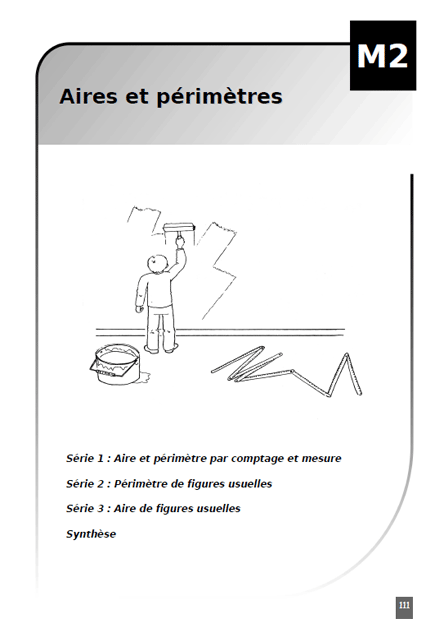 M2
Aires et périmètres
Série 1 : Aire et périmètre par comptage et mesure
Série 2 : Périmètre de figures usuelles
Série 3 : Aire de figures usuelles
Synthèse
111